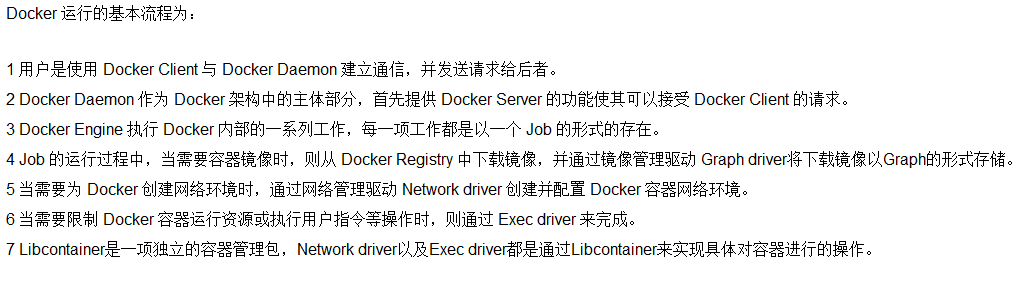 Docker 运行的基本流程为：
1 用户是使用 Docker Client 与 Docker Daemon 建立通信，并发送请求给后者。
2 Docker Daemon 作为 Docker 架构中的主体部分，首先提供 Docker Server 的功能使其可以接受 Docker Client 的请求。
3 Docker Engine 执行 Docker 内部的一系列工作，每一项工作都是以一个 Job 的形式的存在。
4 Job 的运行过程中，当需要容器镜像时，则从 Docker Registry 中下载镜像，并通过镜像管理驱动 Graph driver将下载镜像以Graph的形式存储。
5 当需要为 Docker 创建网络环境时，通过网络管理驱动 Network driver 创建并配置 Docker 容器网络环境。
6 当需要限制 Docker 容器运行资源或执行用户指令等操作时，则通过 Exec driver 来完成。
7 Libcontainer是一项独立的容器管理包，Network driver以及Exec driver都是通过Libcontainer来实现具体对容器进行的操作。